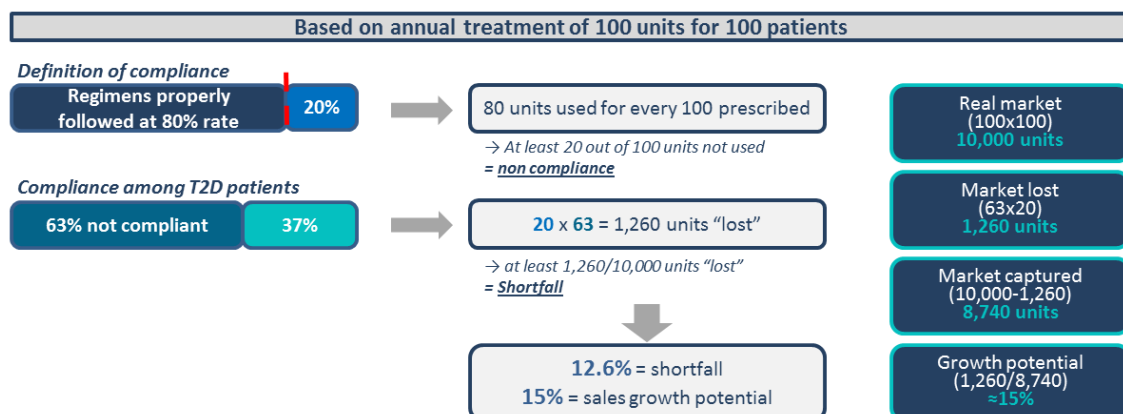 Based on annual treatment of 100 units for 100 patients
Definition of compliance
Regimens properly
followed at 80% rate
20%
80 units used for every 100 prescribed
→ At least 20 out of 100 units not used
= non compliance
Compliance among T2D patients
63% not compliant
37%
20 x 63 = 1,260 units “lost”
→ at least 1,260/10,000 units “lost”
= Shortfall
12.6% = shortfall
15% = sales growth potential
Real market
(100x100)
10,000 units
Market lost
(63x20)
1,260 units
Market captured
(10,000-1,260)
8,740 units
Growth potential
(1,260/8,740)
≈15%